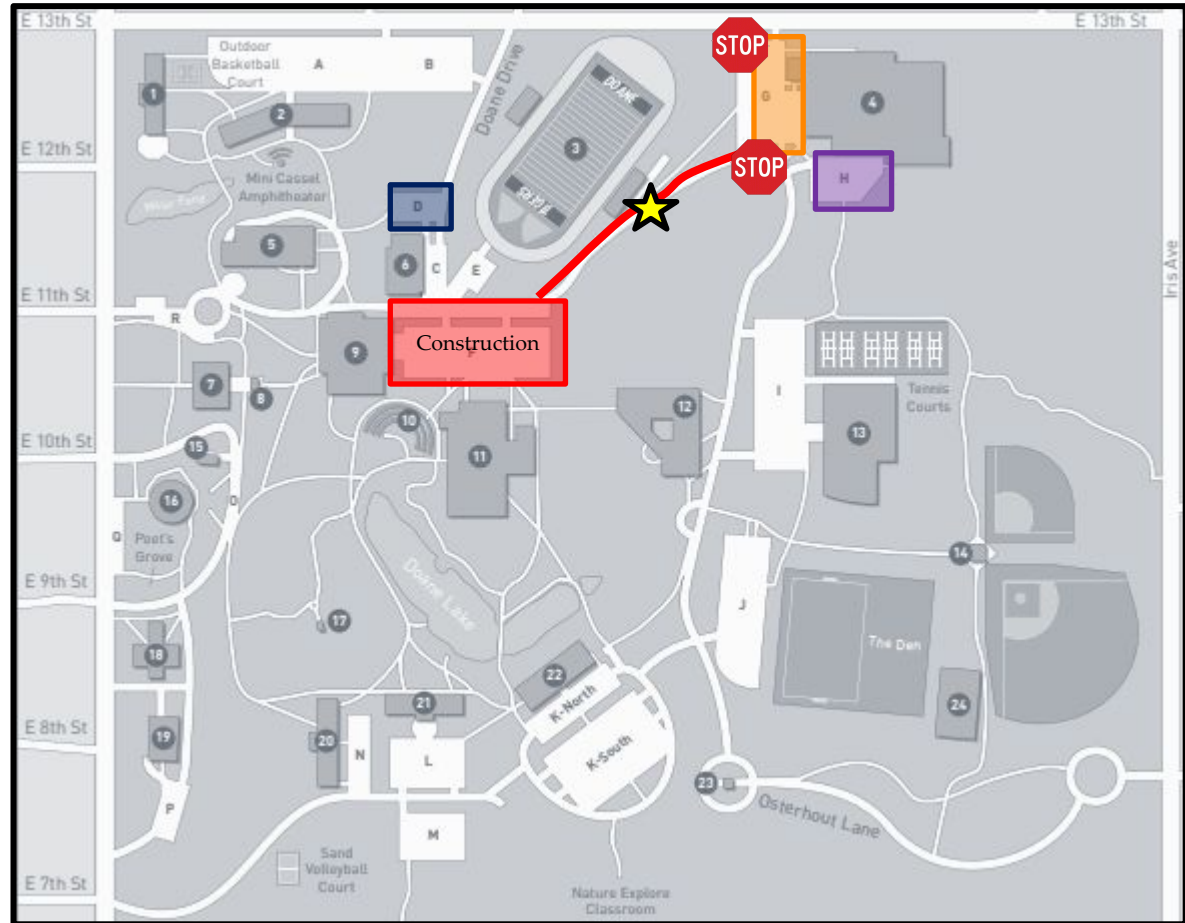 E 13th St
E 13th St
STOP
Outdoor
Basketball
Court
A
B
Doane Drive
DOANE
G
4
1
2
3
TIGERS
E 12th St
STOP
Mini Cassel
Amphitheater
H
D
5
6
C
E
Iris Ave
E 11th St
R
Construction
9
F
7
8
Tennis
Courts
I
12
10
13
E 10th St
15
11
16
O
Q
Poet's
Grove
14
E 9th St
Doane Lake
J
17
The Den
18
22
K-North
21
24
E 8th St
19
20
N
L
K-South
23
Osterhout Lane
P
M
Sand
Volleyball
Court
E 7th St
Nature Explore
Classroom